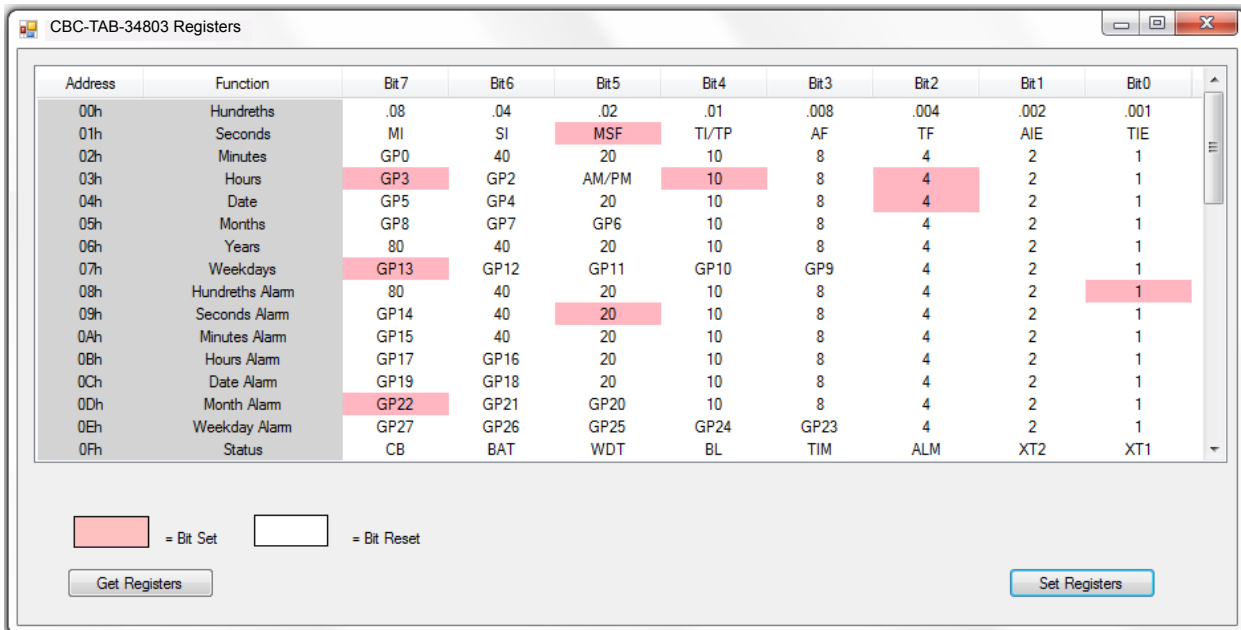 CBC-TAB-34803 Registers
Address Function Bit7 Bit6 Bit5 Bit4 Bit3 Bit2 Bit1 Bit0
00h Hundreths .08 .04 .02 .01 .008 .004 .002 .001
01h Seconds MI SI MSF TI/TP AF TF AIE TIE
02h Minutes GP0 40 20 10 8 4 2 1
03h Hours GP3 GP2 AM/PM 10 8 4 2 1
04h Date GP5 GP4 20 10 8 4 2 1
05h Months GP8 GP7 GP6 10 8 4 2 1
06h Years 80 40 20 10 8 4 2 1
07h Weekdays GP13 GP12 GP11 GP10 GP9 4 2 1
08h Hundreths Alarm 80 40 20 10 8 4 2 1
09h Seconds Alarm GP14 40 20 10 8 4 2 1
0Ah Minutes Alarm GP15 40 20 10 8 4 2 1
0Bh Hours Alarm GP17 GP16 20 10 8 4 2 1
0Ch Date Alarm GP19 GP18 20 10 8 4 2 1
0Dh Month Alarm GP22 GP21 GP20 10 8 4 2 1
0Eh Weekday Alarm GP27 GP26 GP25 GP24 GP23 4 2 1
0Fh Status CB BAT WDT BL TIM ALM XT2 XT1
= Bit Set = Bit Reset
Get Registers Set Registers